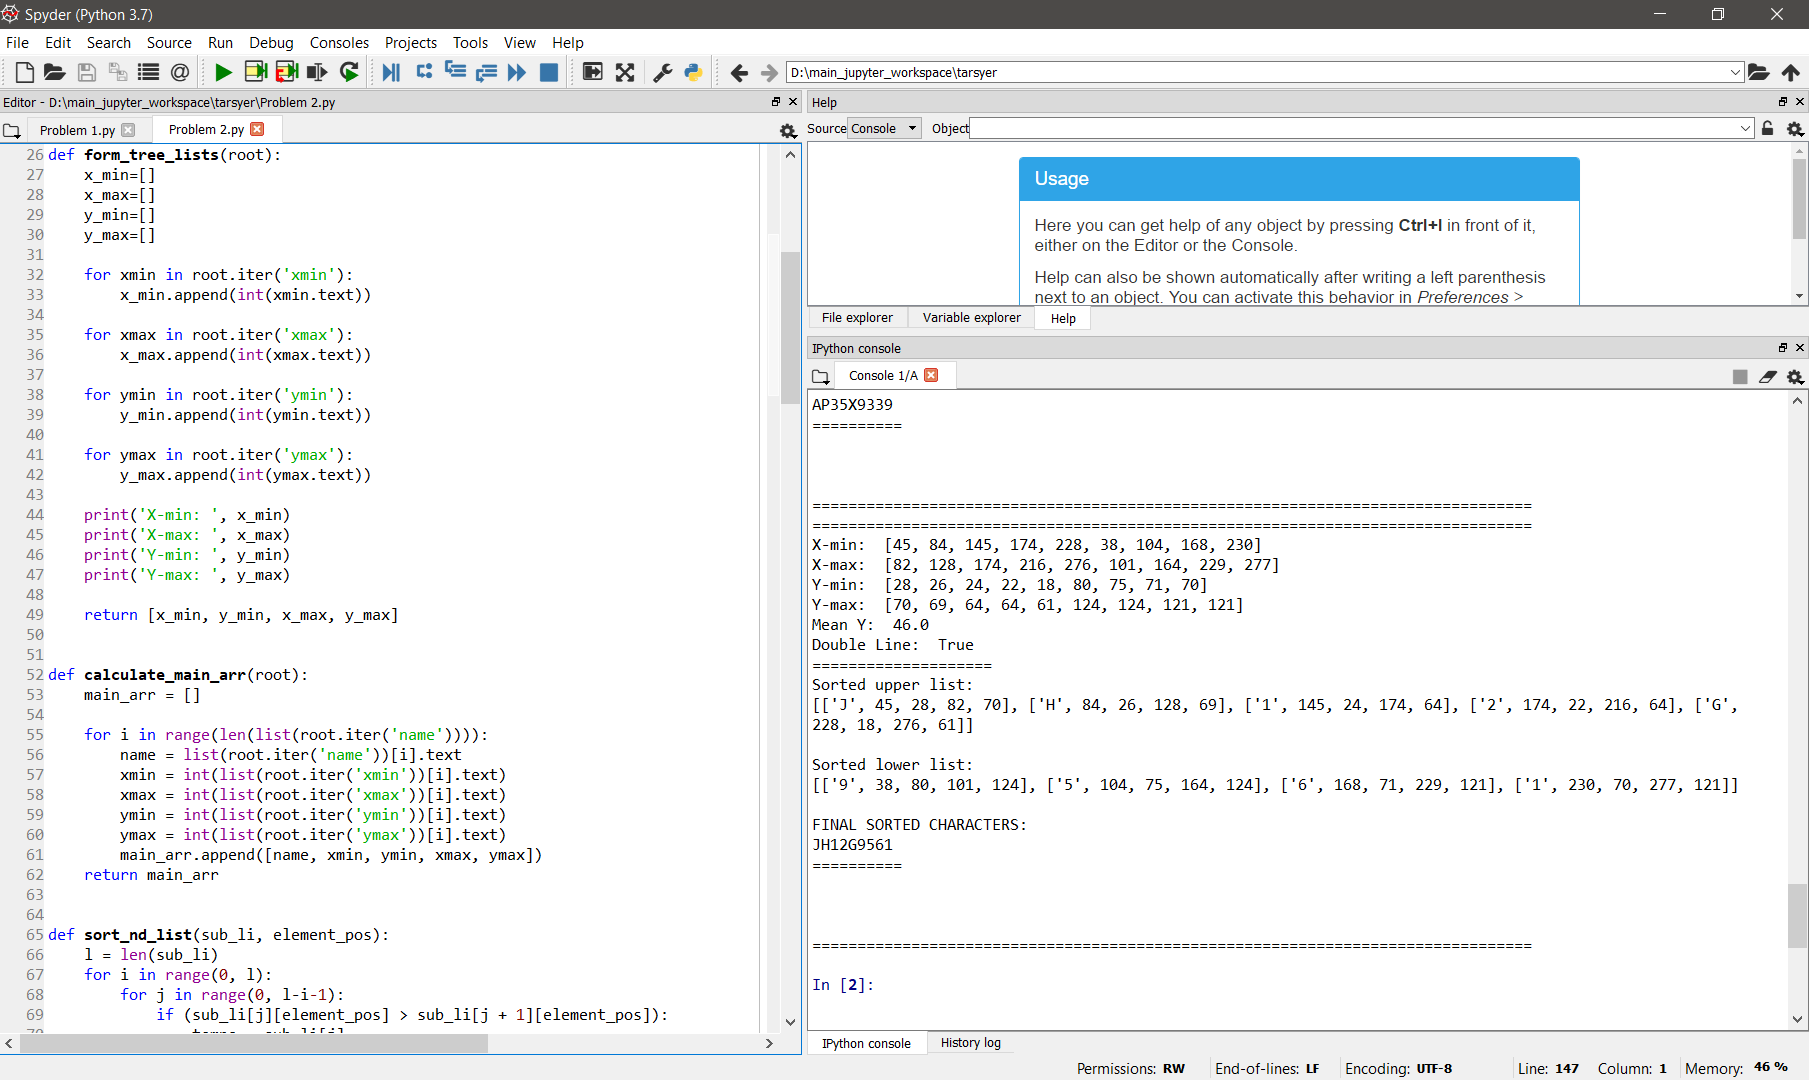 Spyder (Python 3.7)
File Edit Search Source Run Debug Consoles Projects Tools View Help
D:\main_jupyter_workspace\tarsyer
Editor - D:\main_jupyter_workspace\tarsyer\Problem 2.py
Problem 1.py Problem 2.py
26 def form_tree_lists(root):
27     x_min=[]
28     x_max=[]
29     y_min=[]
30     y_max=[]
31
32     for xmin in root.iter('xmin'):
33         x_min.append(int(xmin.text))
34
35     for xmax in root.iter('xmax'):
36         x_max.append(int(xmax.text))
37
38     for ymin in root.iter('ymin'):
39         y_min.append(int(ymin.text))
40
41     for ymax in root.iter('ymax'):
42         y_max.append(int(ymax.text))
43
44     print('X-min: ', x_min)
45     print('X-max: ', x_max)
46     print('Y-min: ', y_min)
47     print('Y-max: ', y_max)
48
49     return [x_min, y_min, x_max, y_max]
50
51
52 def calculate_main_arr(root):
53     main_arr = []
54
55     for i in range(len(list(root.iter('name')))):
56         name = list(root.iter('name'))[i].text
57         xmin = int(list(root.iter('xmin'))[i].text)
58         xmax = int(list(root.iter('xmax'))[i].text)
59         ymin = int(list(root.iter('ymin'))[i].text)
60         ymax = int(list(root.iter('ymax'))[i].text)
61         main_arr.append([name, xmin, ymin, xmax, ymax])
62     return main_arr
63
64
65 def sort_nd_list(sub_li, element_pos):
66     l = len(sub_li)
67     for i in range(0, l):
68         for j in range(0, l-i-1):
69             if (sub_li[j][element_pos] > sub_li[j + 1][element_pos]):
Help
Source Console Object
Usage
Here you can get help of any object by pressing Ctrl+I in front of it,
either on the Editor or the Console.
Help can also be shown automatically after writing a left parenthesis
next to an object. You can activate this behavior in Preferences >
File explorer Variable explorer Help
IPython console
Console 1/A
AP35X9339
==========
================================================================================
================================================================================
X-min:  [45, 84, 145, 174, 228, 38, 104, 168, 230]
X-max:  [82, 128, 174, 216, 276, 101, 164, 229, 277]
Y-min:  [28, 26, 24, 22, 18, 80, 75, 71, 70]
Y-max:  [70, 69, 64, 64, 61, 124, 124, 121, 121]
Mean Y:  46.0
Double Line:  True
====================
Sorted upper list:
[['J', 45, 28, 82, 70], ['H', 84, 26, 128, 69], ['1', 145, 24, 174, 64], ['2', 174, 22, 216, 64], ['G',
228, 18, 276, 61]]
Sorted lower list:
[['9', 38, 80, 101, 124], ['5', 104, 75, 164, 124], ['6', 168, 71, 229, 121], ['1', 230, 70, 277, 121]]
FINAL SORTED CHARACTERS:
JH12G9561
==========
================================================================================
In [2]:
IPython console History log
Permissions: RW End-of-lines: LF Encoding: UTF-8 Line: 147 Column: 1 Memory: 46 %